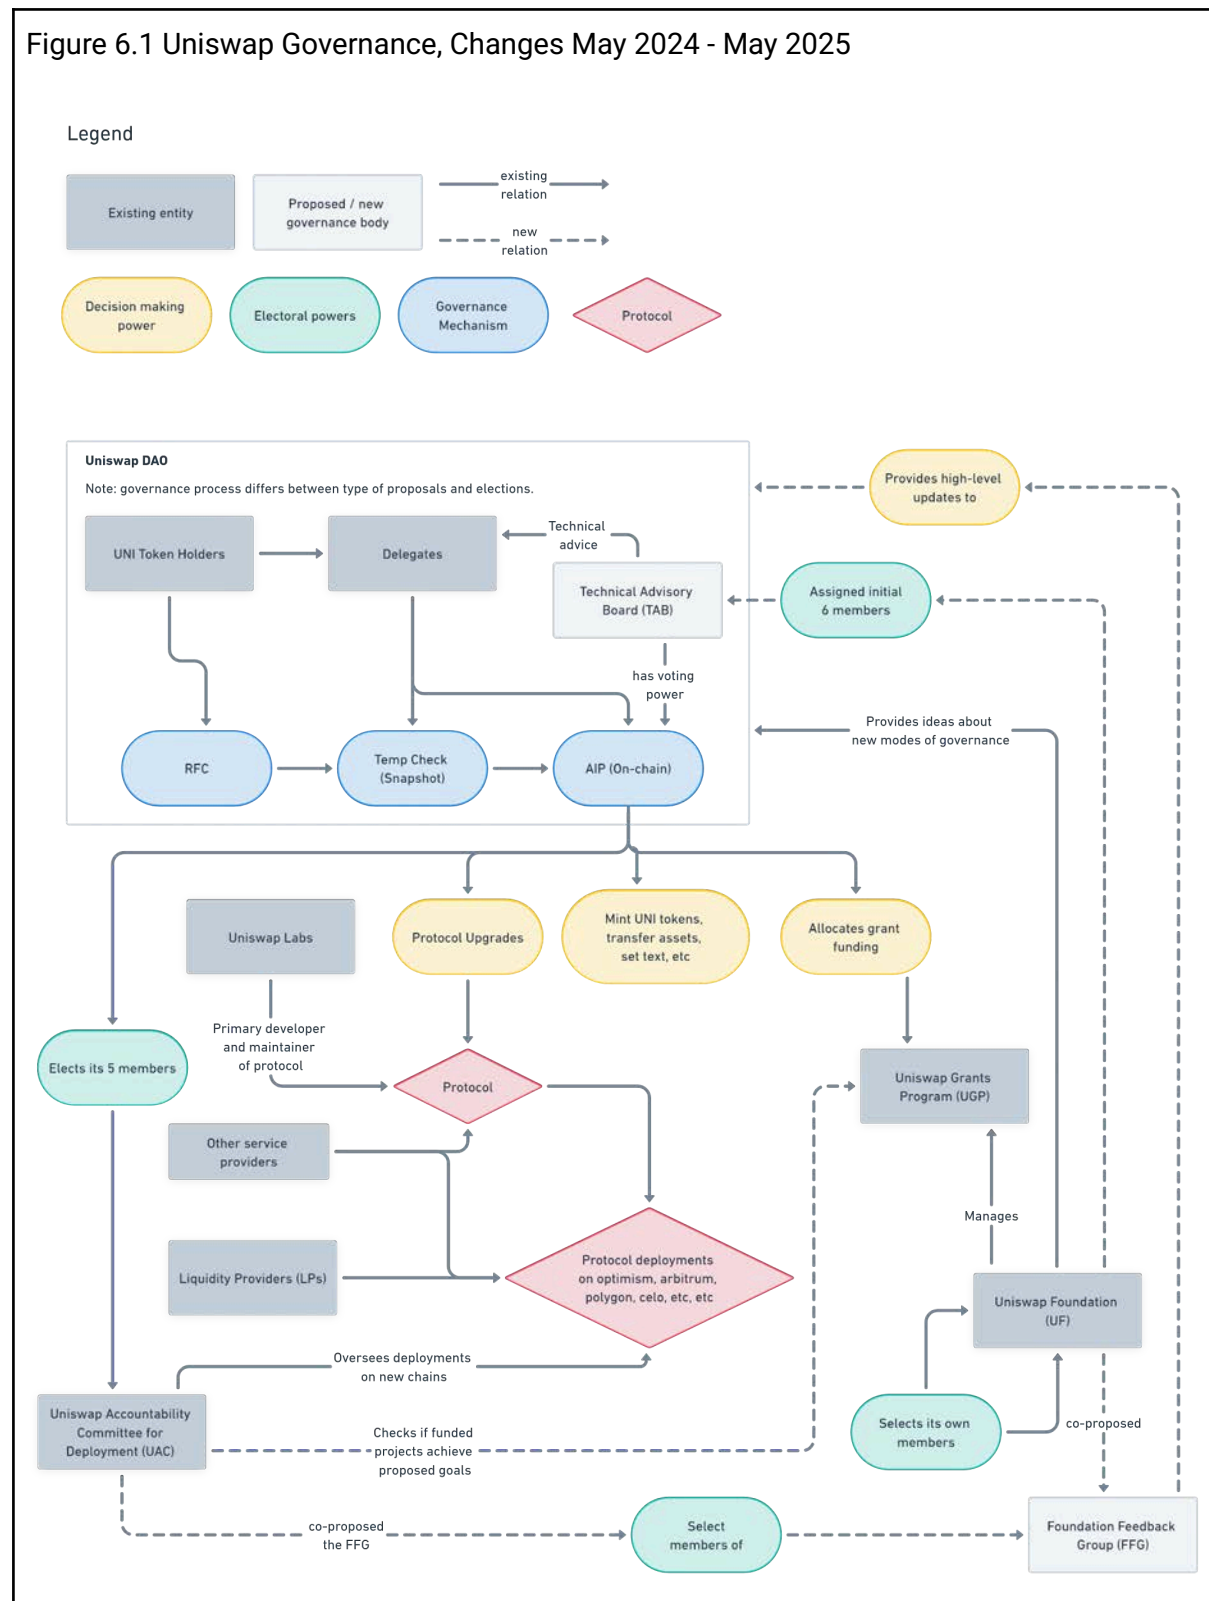 Figure 6.1 Uniswap Governance, Changes May 2024 - May 2025
Legend
Existing entity
Proposed / new
governance body
existing
relation
new
relation
Decision making
power
Electoral powers
Governance
Mechanism
Protocol
Uniswap DAO
Note: governance process differs between type of proposals and elections.
Provides high-level
updates to
UNI Token Holders
Delegates
Technical
advice
Technical Advisory
Board (TAB)
Assigned initial
6 members
has voting
power
Provides ideas about
new modes of governance
RFC
Temp Check
(Snapshot)
AIP (On-chain)
Uniswap Labs
Protocol Upgrades
Mint UNI tokens,
transfer assets,
set text, etc
Allocates grant
funding
Primary developer
and maintainer
of protocol
Elects its 5 members
Protocol
Uniswap Grants
Program (UGP)
Other service
providers
Manages
Liquidity Providers (LPs)
Protocol deployments
on optimism, arbitrum,
polygon, celo, etc, etc
Uniswap Foundation
(UF)
Oversees deployments
on new chains
Uniswap Accountability
Committee for
Deployment (UAC)
Checks if funded
projects achieve
proposed goals
Selects its own
members
co-proposed
co-proposed
the FFG
Select
members of
Foundation Feedback
Group (FFG)